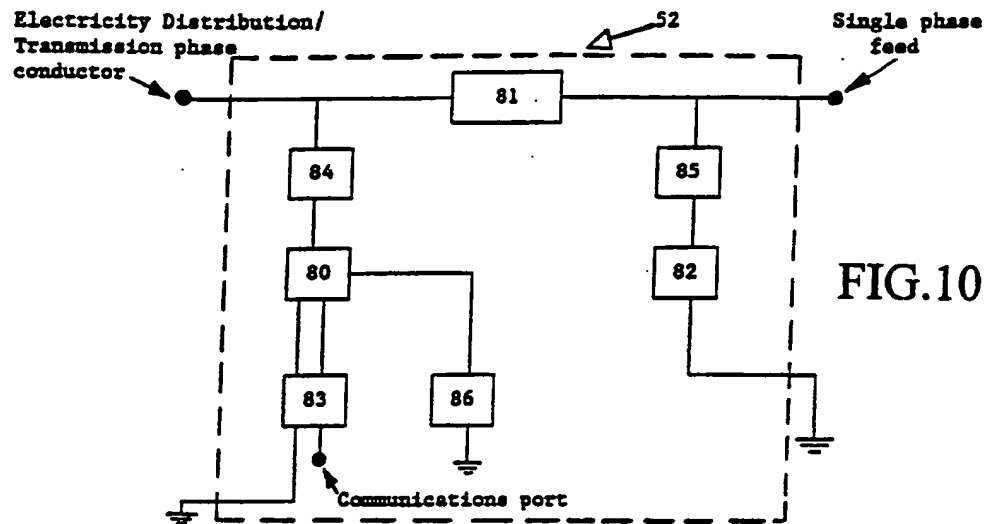 Electricity Distribution/
Transmission phase
conductor
52
Single phase
feed
81
84
85
80
82
FIG.10
83
86
Communications port